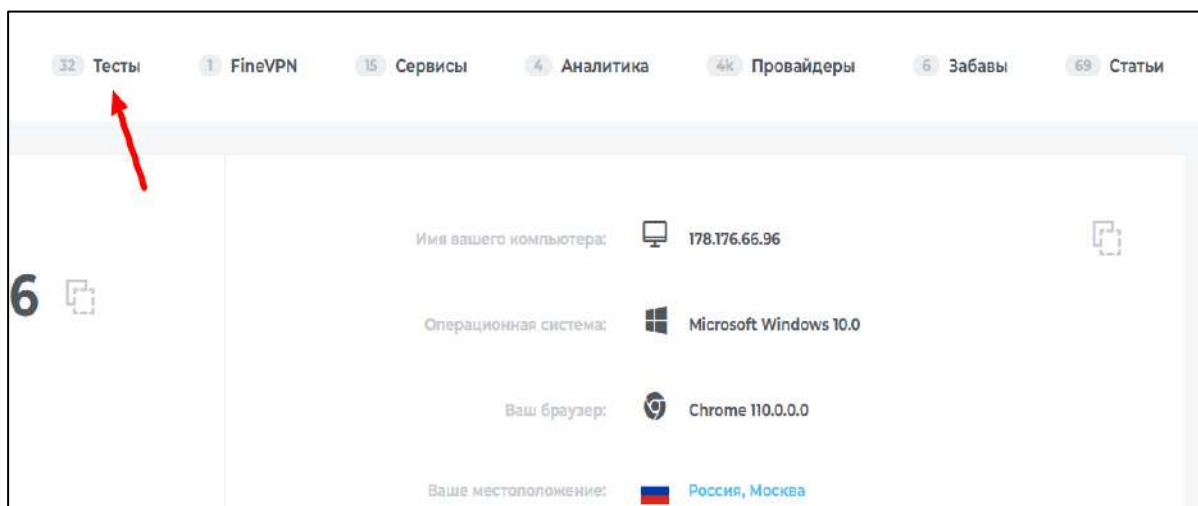 32 Тесты 1 FineVPN 15 Сервисы 4 Аналитика 4k Провайдеры 6 Забавы 69 Статьи
Имя вашего компьютера: 178.176.66.96
6
Операционная система: Microsoft Windows 10.0
Ваш браузер: Chrome 110.0.0.0
Ваше местоположение: Россия, Москва